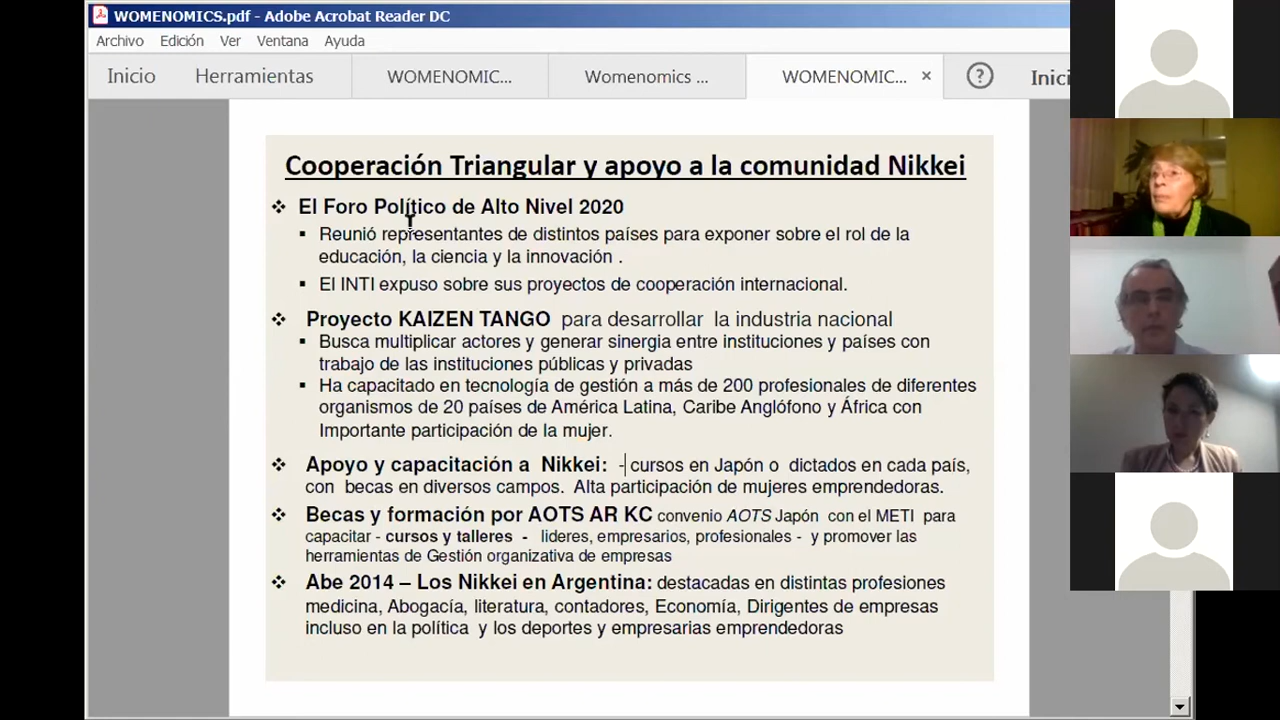 WOMENOMICS.pdf - Adobe Acrobat Reader DC
Archivo Edición Ver Ventana Ayuda
Inicio Herramientas WOMENOMIC... Womenomics ... WOMENOMIC... × ? Inici
Cooperación Triangular y apoyo a la comunidad Nikkei
❖ El Foro Político de Alto Nivel 2020
▪ Reunió representantes de distintos países para exponer sobre el rol de la
educación, la ciencia y la innovación .
▪ El INTI expuso sobre sus proyectos de cooperación internacional.
❖ Proyecto KAIZEN TANGO para desarrollar la industria nacional
▪ Busca multiplicar actores y generar sinergia entre instituciones y países con
trabajo de las instituciones públicas y privadas
▪ Ha capacitado en tecnología de gestión a más de 200 profesionales de diferentes
organismos de 20 países de América Latina, Caribe Anglófono y África con
Importante participación de la mujer.
❖ Apoyo y capacitación a Nikkei: - cursos en Japón o dictados en cada país,
con becas en diversos campos. Alta participación de mujeres emprendedoras.
❖ Becas y formación por AOTS AR KC convenio AOTS Japón con el METI para
capacitar - cursos y talleres - lideres, empresarios, profesionales - y promover las
herramientas de Gestión organizativa de empresas
❖ Abe 2014 – Los Nikkei en Argentina: destacadas en distintas profesiones
medicina, Abogacía, literatura, contadores, Economía, Dirigentes de empresas
incluso en la política y los deportes y empresarias emprendedoras